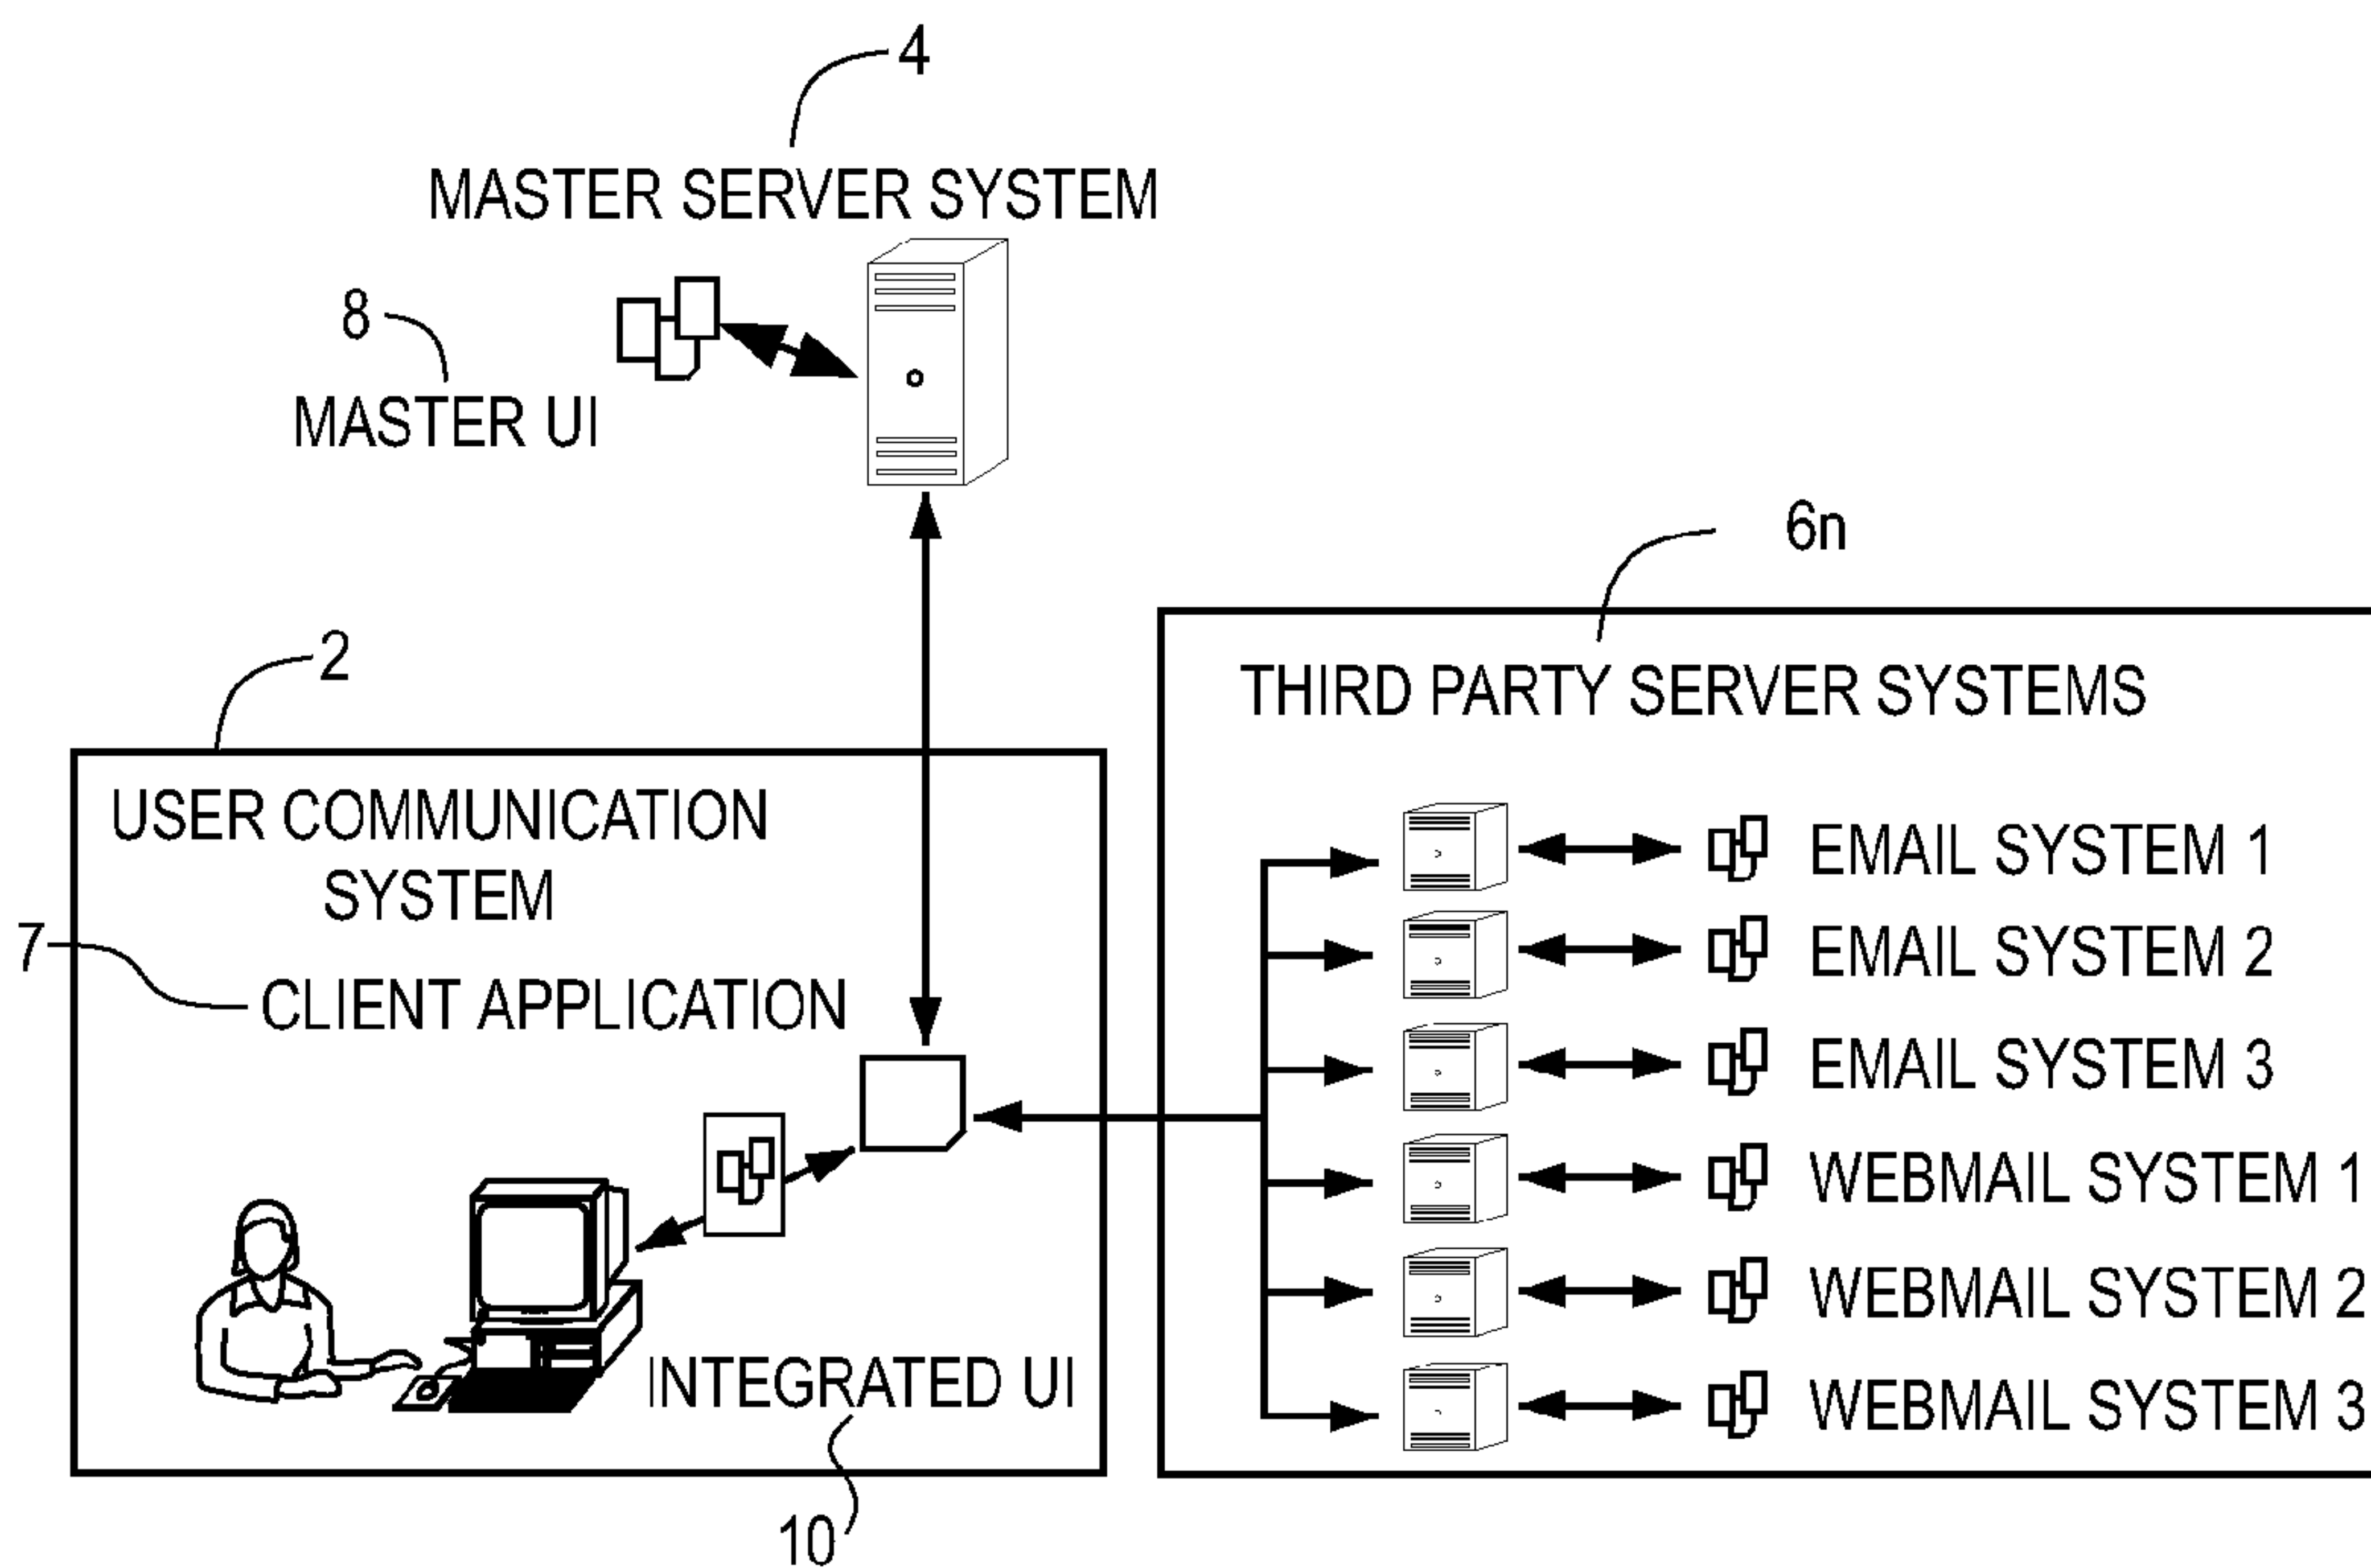 4
MASTER SERVER SYSTEM
8
MASTER UI
6n
2
THIRD PARTY SERVER SYSTEMS
USER COMMUNICATION
SYSTEM
7
CLIENT APPLICATION
EMAIL SYSTEM 1
EMAIL SYSTEM 2
EMAIL SYSTEM 3
WEBMAIL SYSTEM 1
WEBMAIL SYSTEM 2
WEBMAIL SYSTEM 3
INTEGRATED UI
10